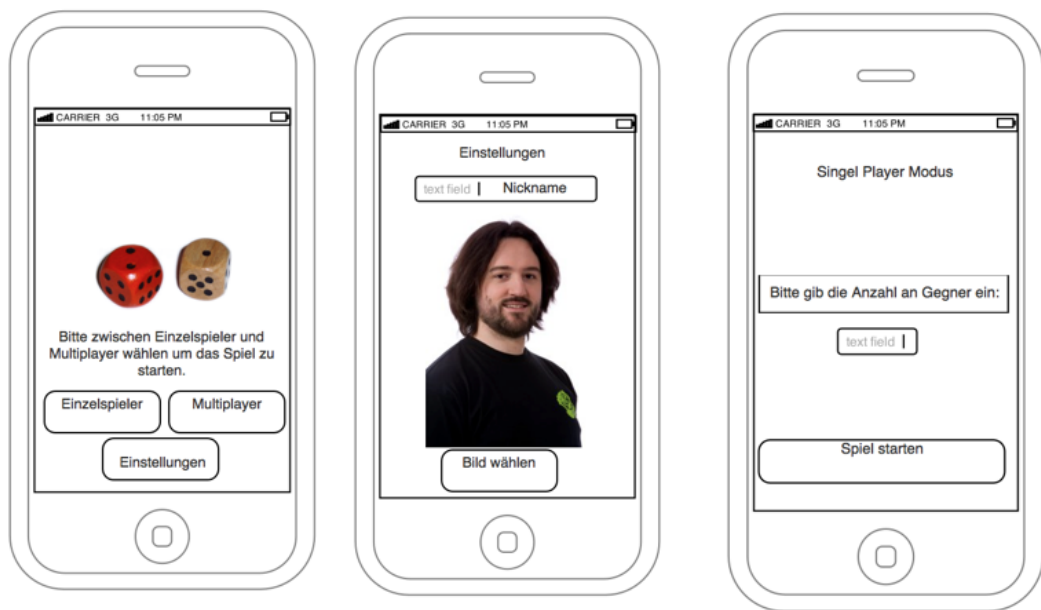 CARRIER 3G 11:05 PM
Bitte zwischen Einzelspieler und
Multiplayer wählen um das Spiel zu
starten.
Einzelspieler Multiplayer
Einstellungen
CARRIER 3G 11:05 PM
Einstellungen
text field Nickname
Bild wählen
CARRIER 3G 11:05 PM
Singel Player Modus
Bitte gib die Anzahl an Gegner ein:
text field
Spiel starten